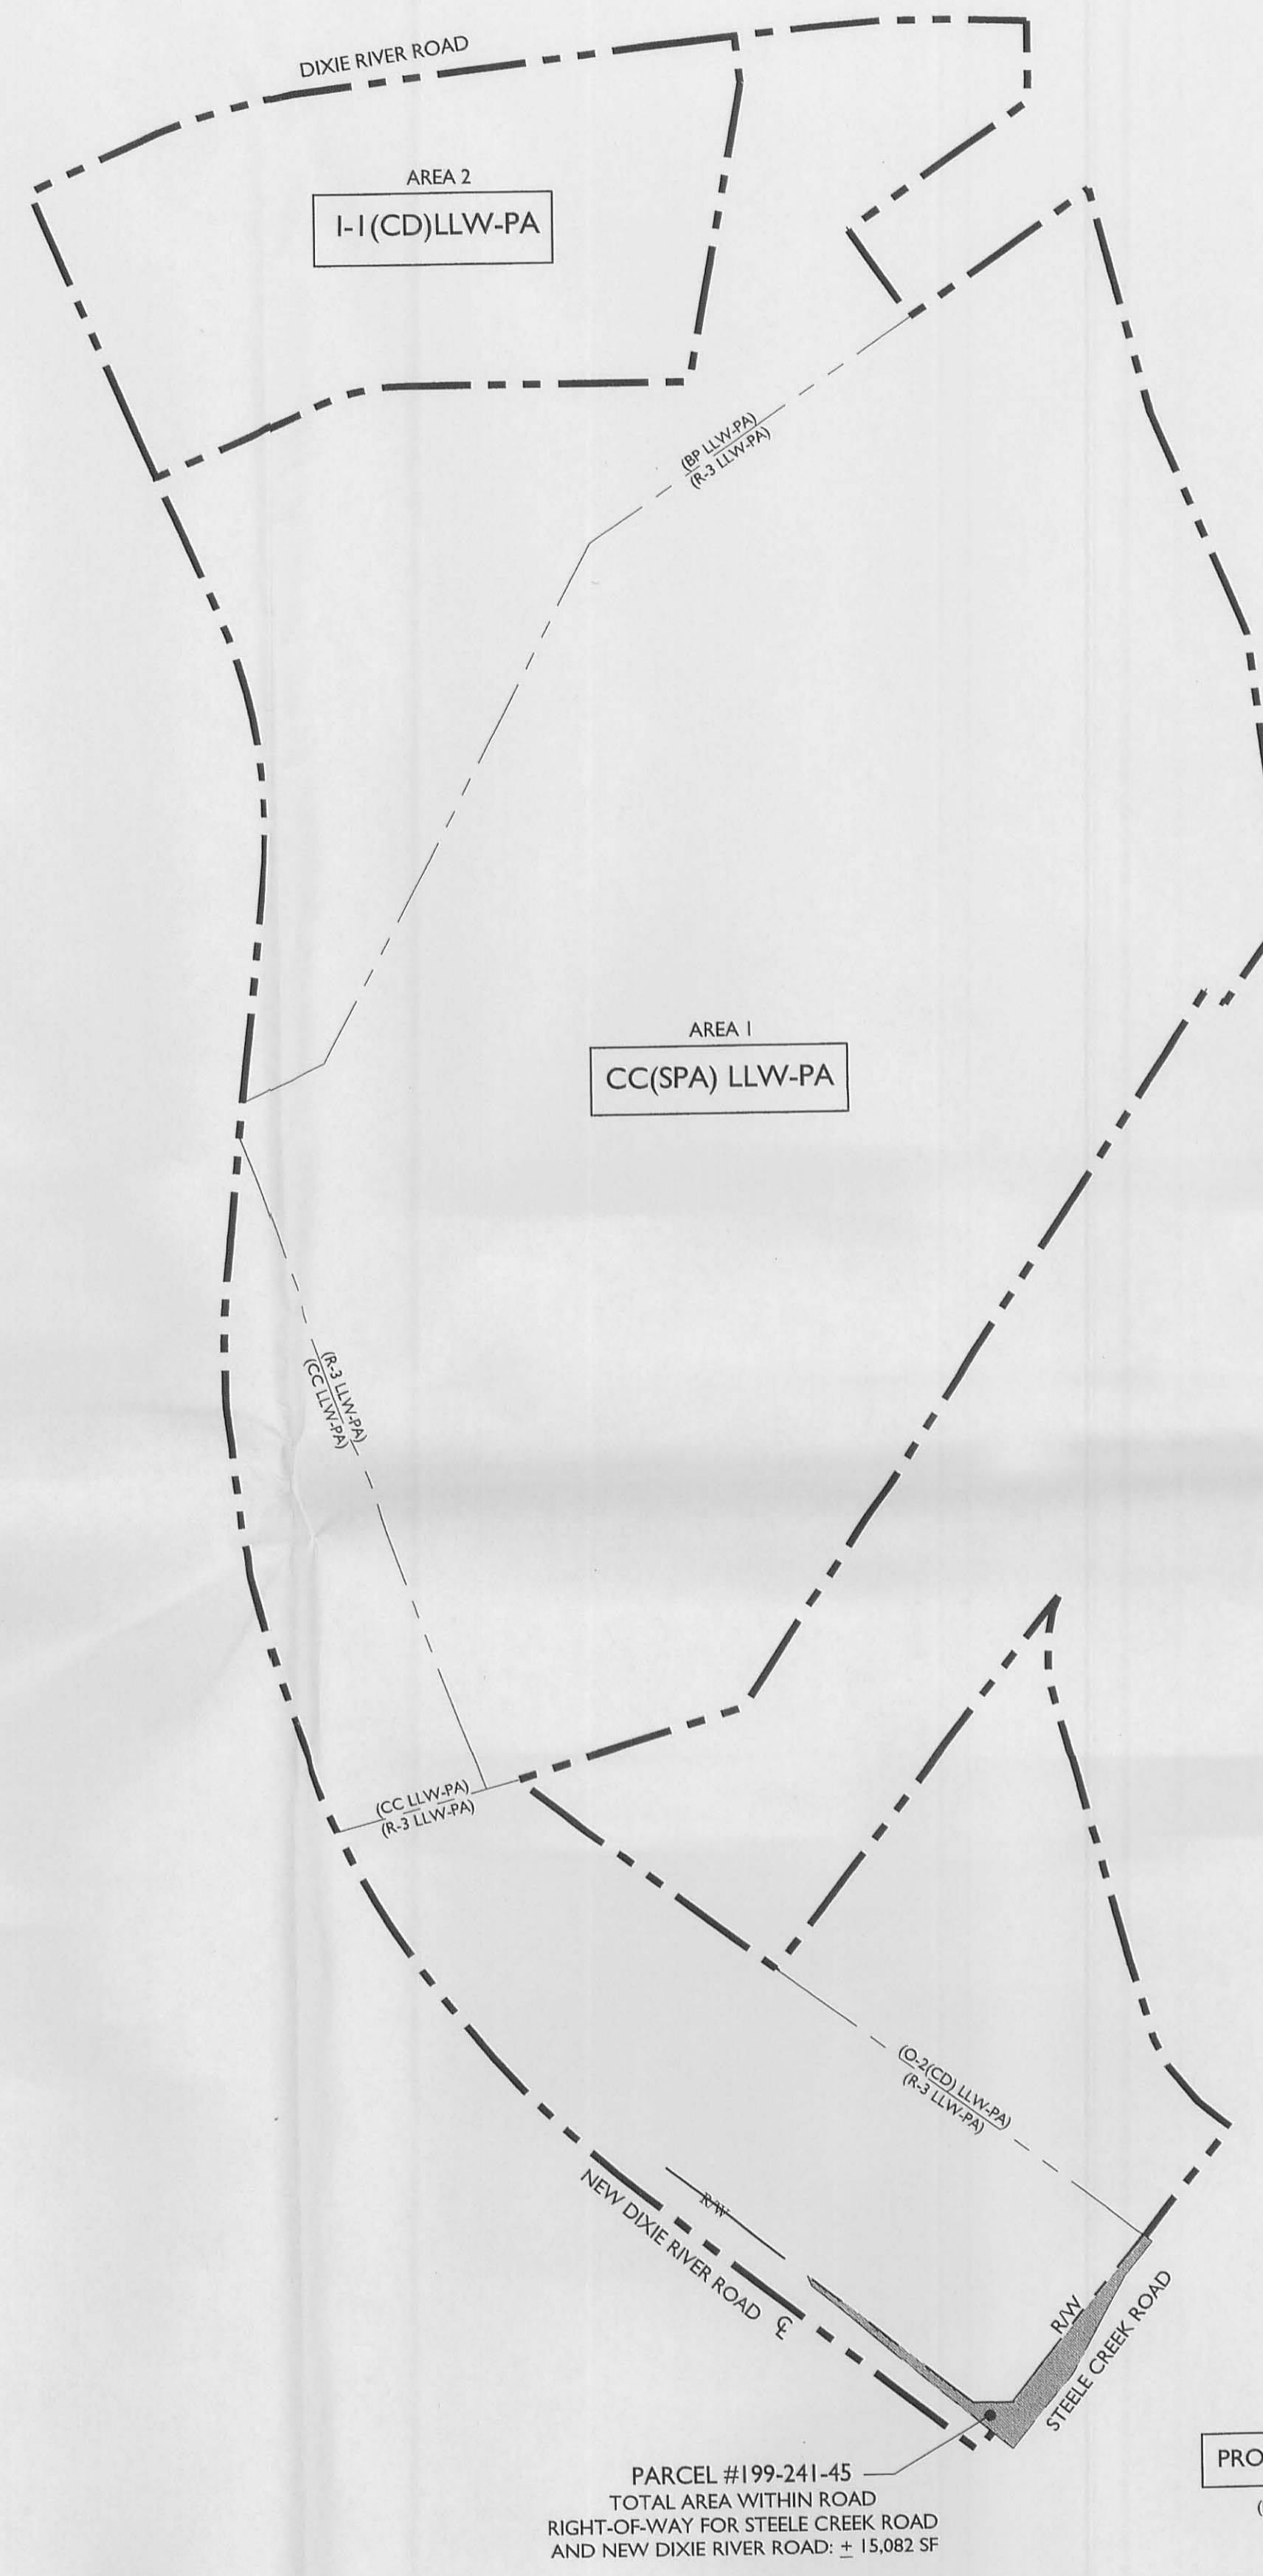 DIXIE RIVER ROAD
AREA 2
I-1(CD)LLW-PA
(BP LLW-PA)
(R-3 LLW-PA)
AREA 1
CC(SPA) LLW-PA
(R-3 LLW-PA)
(CC LLW-PA)
(CC LLW-PA)
(R-3 LLW-PA)
(O-2(CD) LLW-PA)
(R-3 LLW-PA)
R/W
NEW DIXIE RIVER ROAD ℄
R/W
STEELE CREEK ROAD
PARCEL #199-241-45
TOTAL AREA WITHIN ROAD
RIGHT-OF-WAY FOR STEELE CREEK ROAD
AND NEW DIXIE RIVER ROAD: ± 15,082 SF
PRO
(